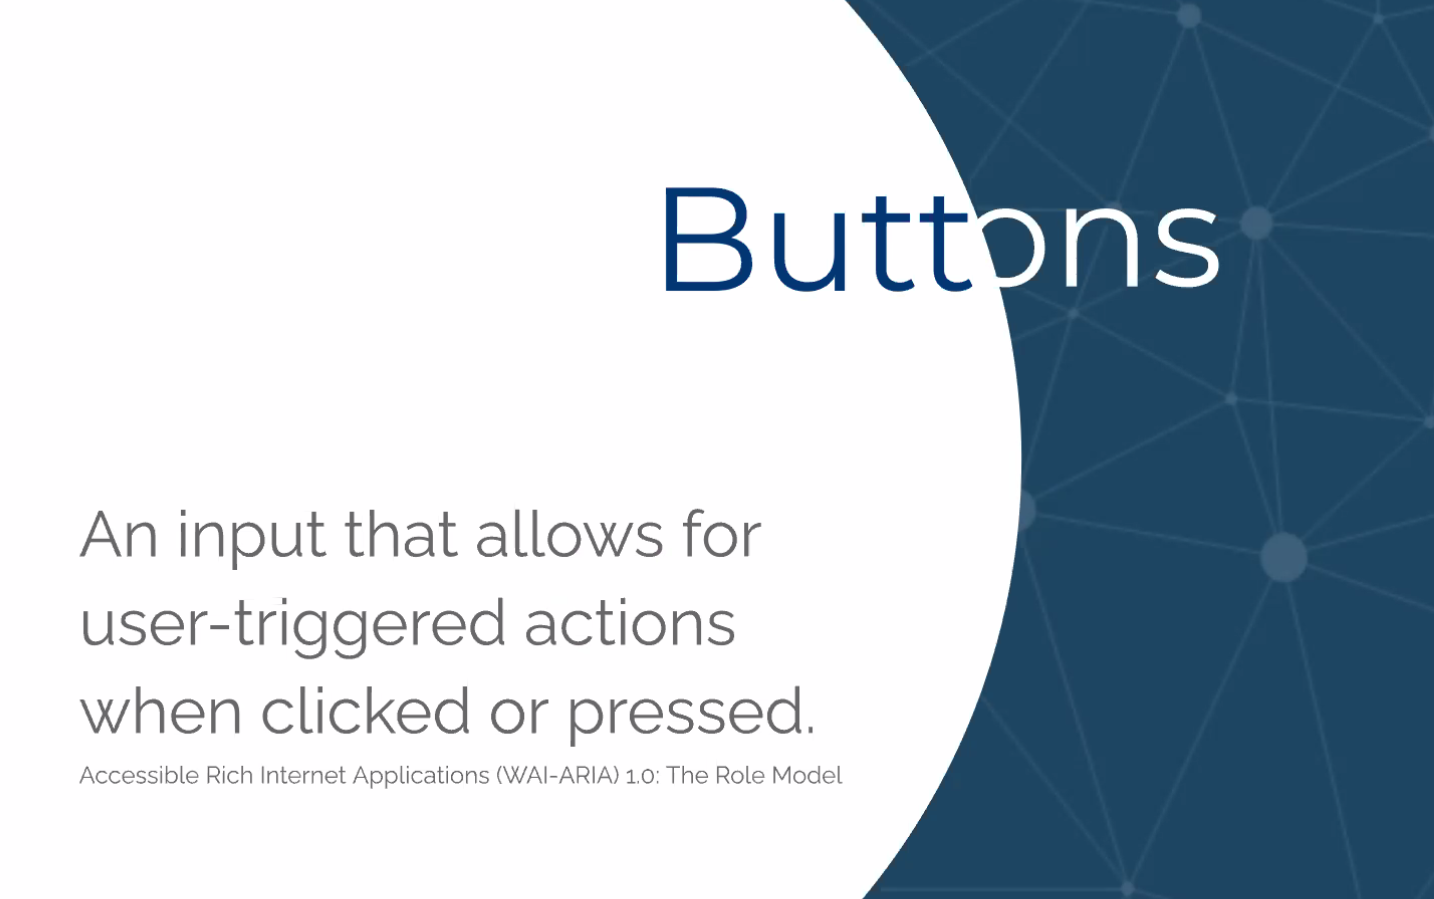 Buttons
An input that allows for
user-triggered actions
when clicked or pressed.
Accessible Rich Internet Applications (WAI-ARIA) 1.0: The Role Model